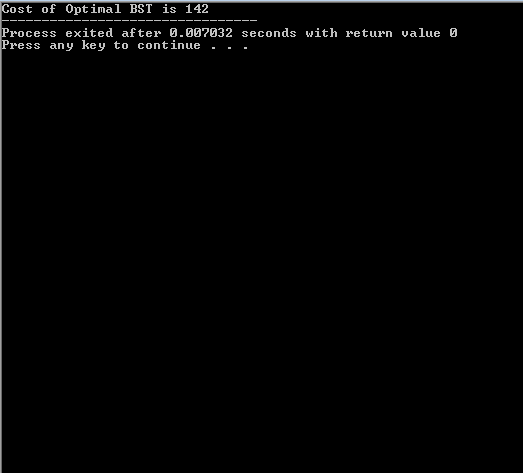 Cost of Optimal BST is 142
--------------------------------
Process exited after 0.007032 seconds with return value 0
Press any key to continue . . .